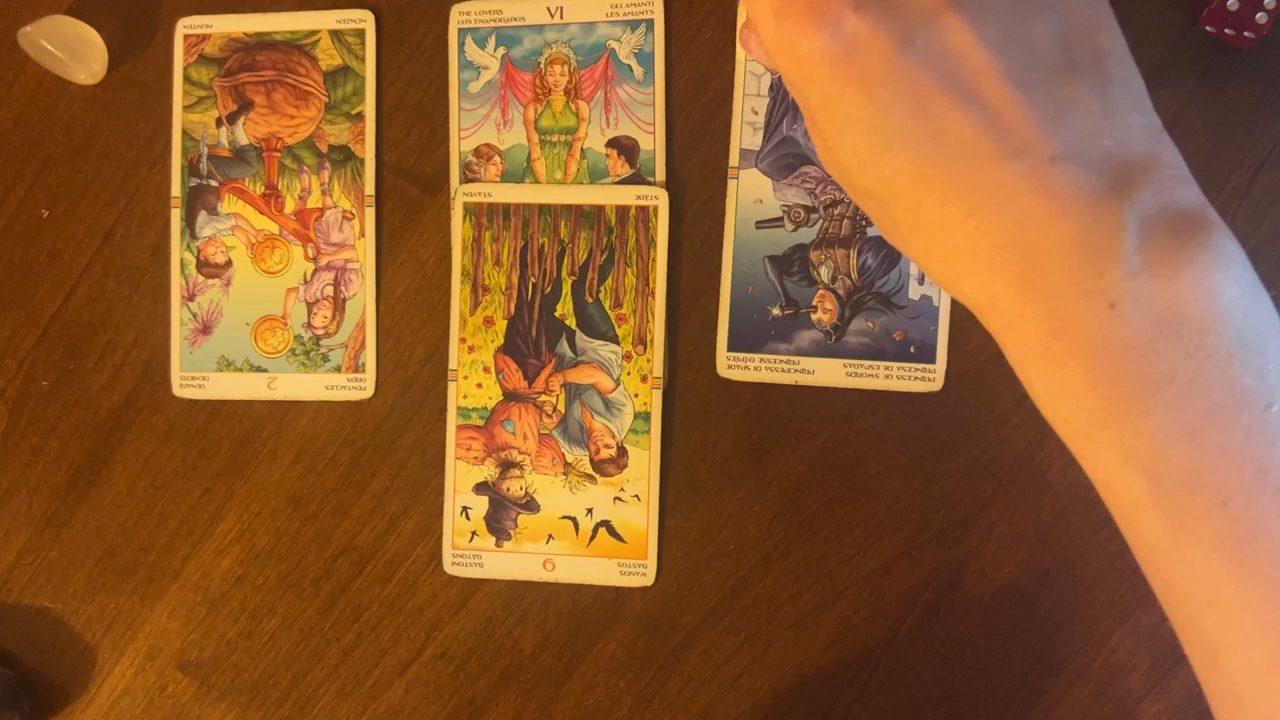 MUNTEN
MÜNZEN
PENTACLES
OROS
2
DENARI
DENIERS
THE LOVERS
LOS ENAMORADOS
VI
GLI AMANTI
LES AMANTS
STAVEN
STÄBE
WANDS
BASTOS
9
BASTONI
BÂTONS
PRINCESS OF SWORDS
PRINCESA DE ESPADAS
PRINCIPESSA DI SPADE
PRINCESSE D'ÉPÉES